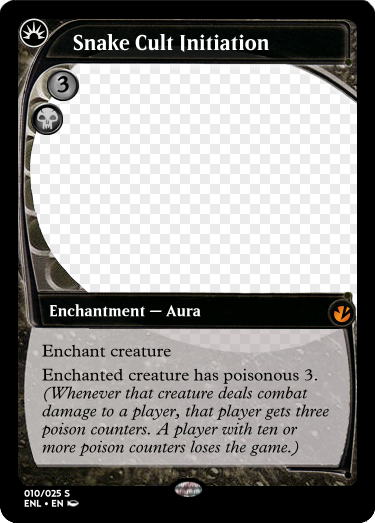 Snake Cult Initiation
3
Enchantment — Aura
Enchant creature
Enchanted creature has poisonous 3.
(Whenever that creature deals combat
damage to a player, that player gets three
poison counters. A player with ten or
more poison counters loses the game.)
010/025 S
ENL • EN